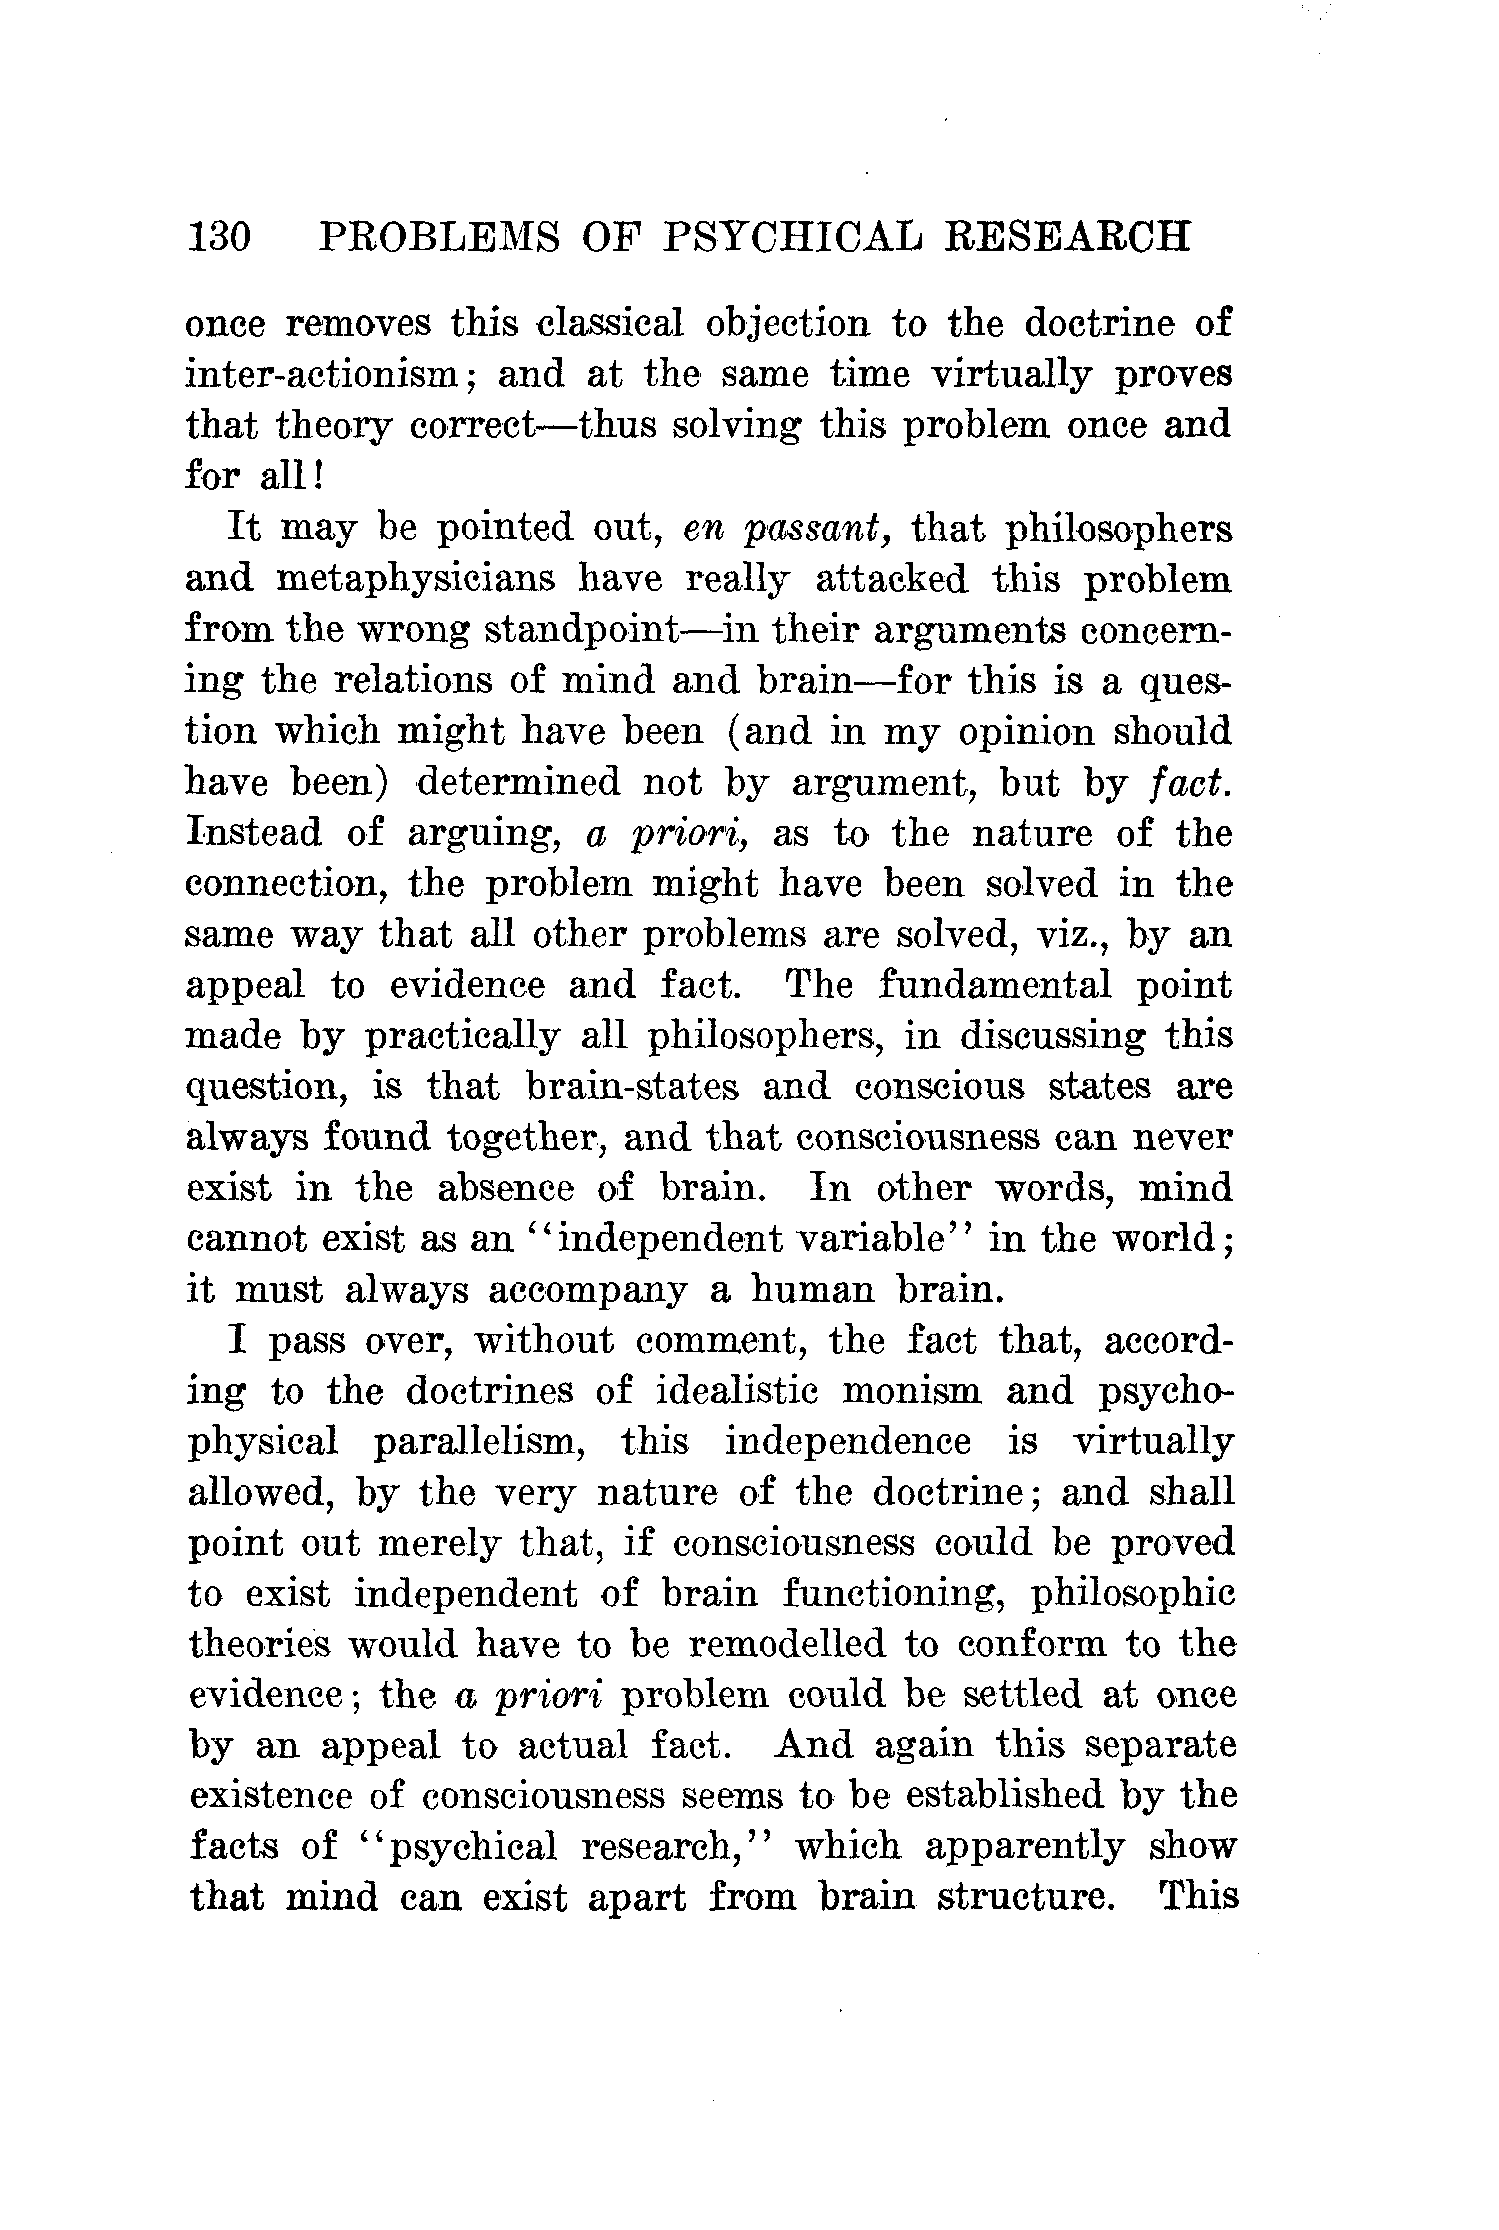 130 PROBLEMS OF PSYCHICAL RESEARCH
once removes this classical objection to the doctrine of
inter-actionism; and at the same time virtually proves
that theory correct—thus solving this problem once and
for all!
It may be pointed out, en passant, that philosophers
and metaphysicians have really attacked this problem
from the wrong standpoint—in their arguments concern-
ing the relations of mind and brain—for this is a ques-
tion which might have been (and in my opinion should
have been) determined not by argument, but by fact.
Instead of arguing, a priori, as to the nature of the
connection, the problem might have been solved in the
same way that all other problems are solved, viz., by an
appeal to evidence and fact. The fundamental point
made by practically all philosophers, in discussing this
question, is that brain-states and conscious states are
always found together, and that consciousness can never
exist in the absence of brain. In other words, mind
cannot exist as an "independent variable" in the world;
it must always accompany a human brain.
I pass over, without comment, the fact that, accord-
ing to the doctrines of idealistic monism and psycho-
physical parallelism, this independence is virtually
allowed, by the very nature of the doctrine; and shall
point out merely that, if consciousness could be proved
to exist independent of brain functioning, philosophic
theories would have to be remodelled to conform to the
evidence; the a priori problem could be settled at once
by an appeal to actual fact. And again this separate
existence of consciousness seems to be established by the
facts of "psychical research," which apparently show
that mind can exist apart from brain structure. This